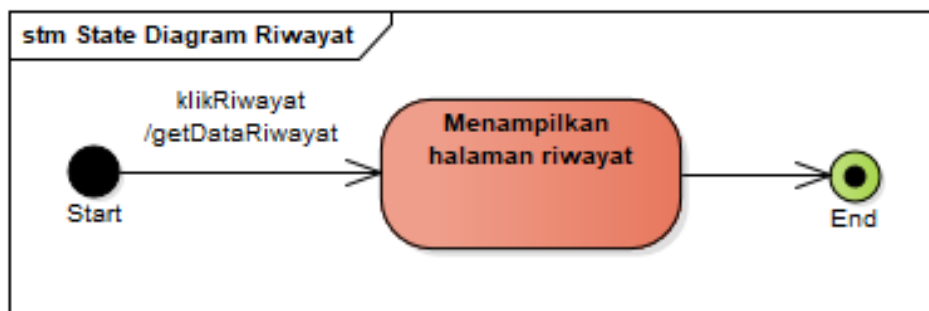 stm State Diagram Riwayat
klikRiwayat
/getDataRiwayat
Start
Menampilkan
halaman riwayat
End